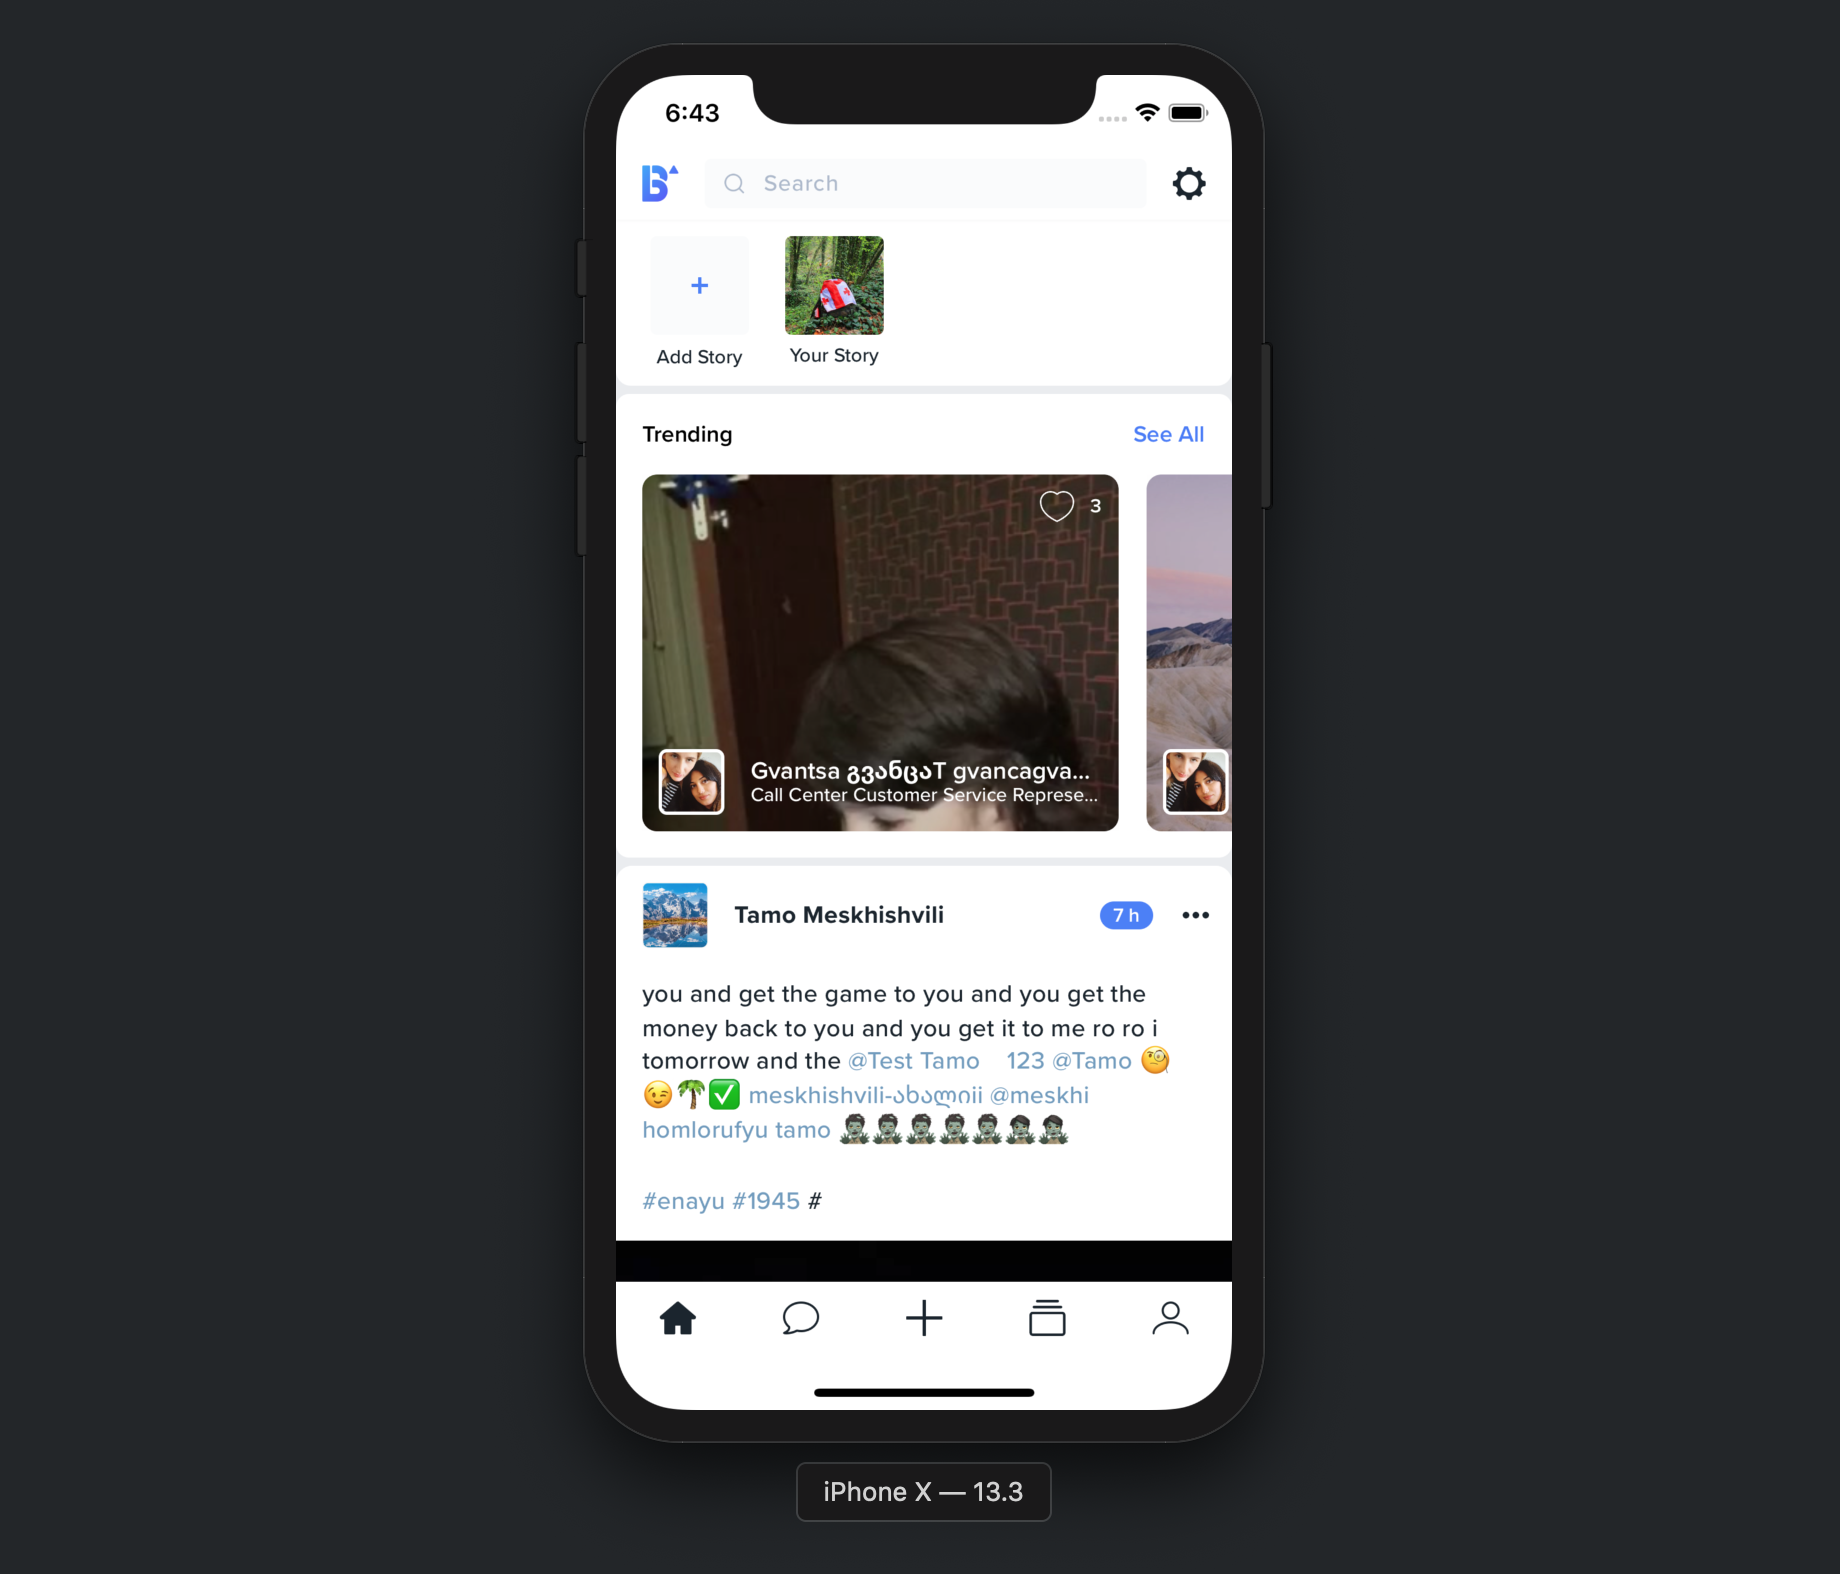 6:43
Search
Add Story
Your Story
Trending
See All
3
Gvantsa გვანცაT gvancagva...
Call Center Customer Service Represe...
Tamo Meskhishvili
7 h
you and get the game to you and you get the
money back to you and you get it to me ro ro i
tomorrow and the @Test Tamo 123 @Tamo 🧐
😉🌴✅ meskhishvili-ახალიii @meskhi
homlorufyu tamo 🧟‍♂️🧟‍♂️🧟‍♂️🧟‍♂️🧟‍♂️🧟‍♀️🧟‍♀️
#enayu #1945 #
iPhone X — 13.3